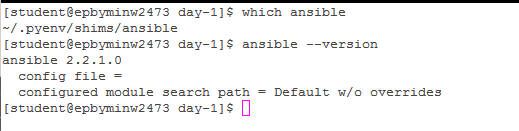 [student@epbyminw2473 day-1]$ which ansible
~/.pyenv/shims/ansible
[student@epbyminw2473 day-1]$ ansible --version
ansible 2.2.1.0
  config file =
  configured module search path = Default w/o overrides
[student@epbyminw2473 day-1]$